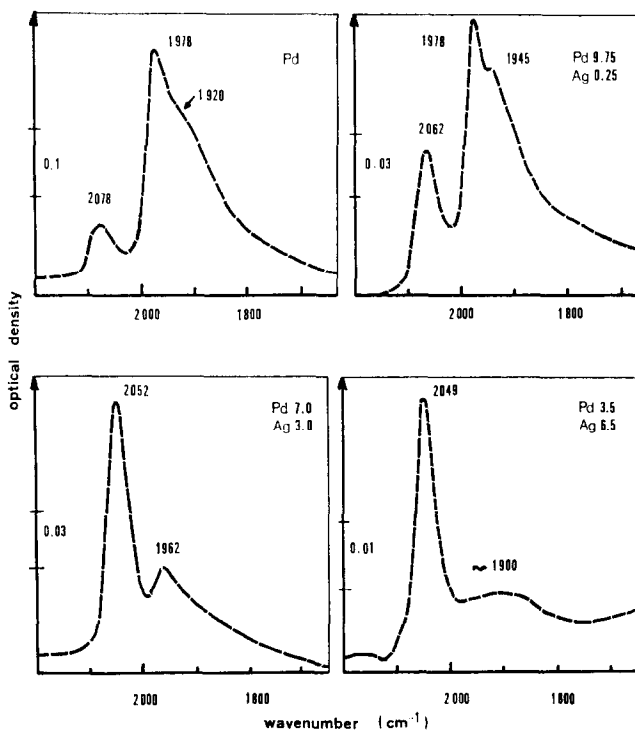 Pd
1978
1920
2078
0.1
2000
1800
Pd 9.75
Ag 0.25
1978
1945
2062
0.03
2000
1800
optical density
Pd 7.0
Ag 3.0
2052
1962
0.03
2000
1800
Pd 3.5
Ag 6.5
2049
~ 1900
0.01
2000
1800
wavenumber (cm⁻¹)